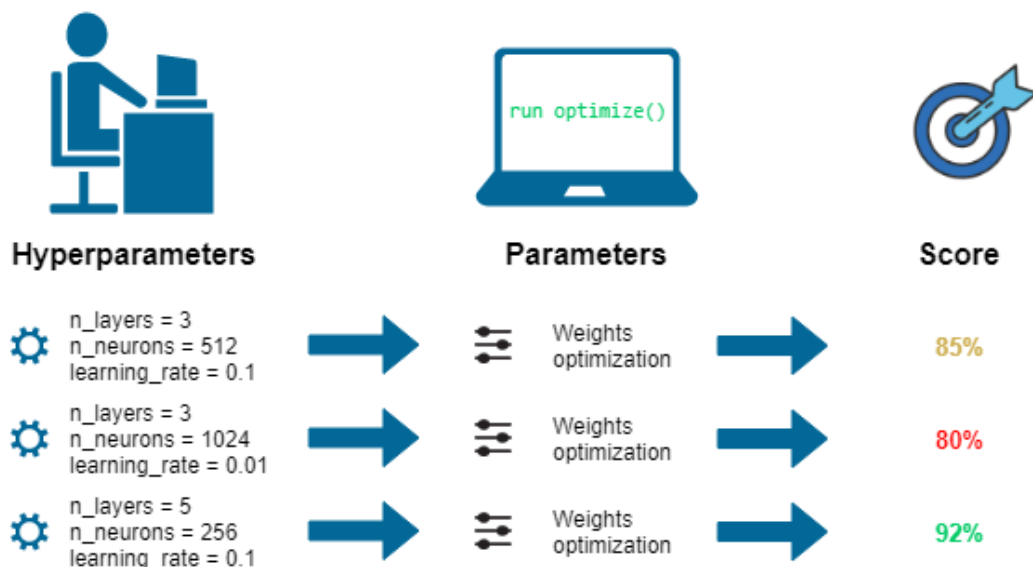 run optimize()
Hyperparameters
Parameters
Score
n_layers = 3
n_neurons = 512
learning_rate = 0.1
Weights
optimization
85%
n_layers = 3
n_neurons = 1024
learning_rate = 0.01
Weights
optimization
80%
n_layers = 5
n_neurons = 256
learning_rate = 0.1
Weights
optimization
92%